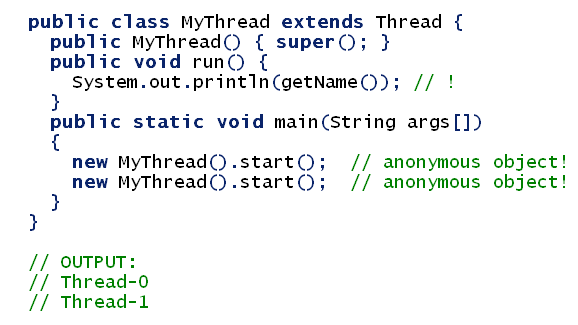 public class MyThread extends Thread {
  public MyThread() { super(); }
  public void run() {
    System.out.println(getName()); // !
  }
  public static void main(String args[])
  {
    new MyThread().start();  // anonymous object!
    new MyThread().start();  // anonymous object!
  }
}
// OUTPUT:
// Thread-0
// Thread-1